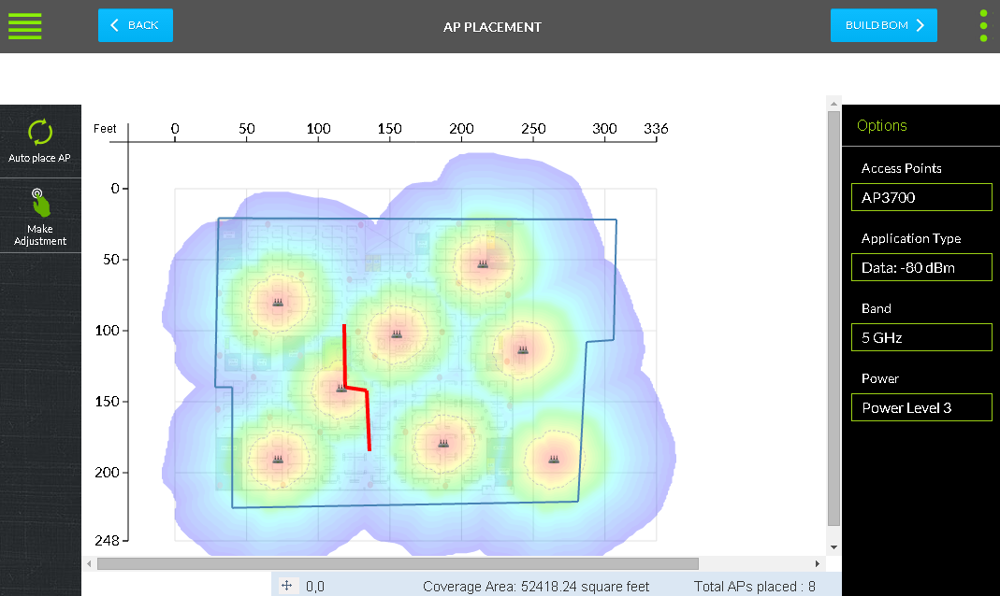 BACK
AP PLACEMENT
BUILD BOM
Auto place AP
Make
Adjustment
Feet
0 50 100 150 200 250 300 336
0
50
100
150
200
248
Options
Access Points
AP3700
Application Type
Data: -80 dBm
Band
5 GHz
Power
Power Level 3
0,0
Coverage Area: 52418.24 square feet
Total APs placed : 8